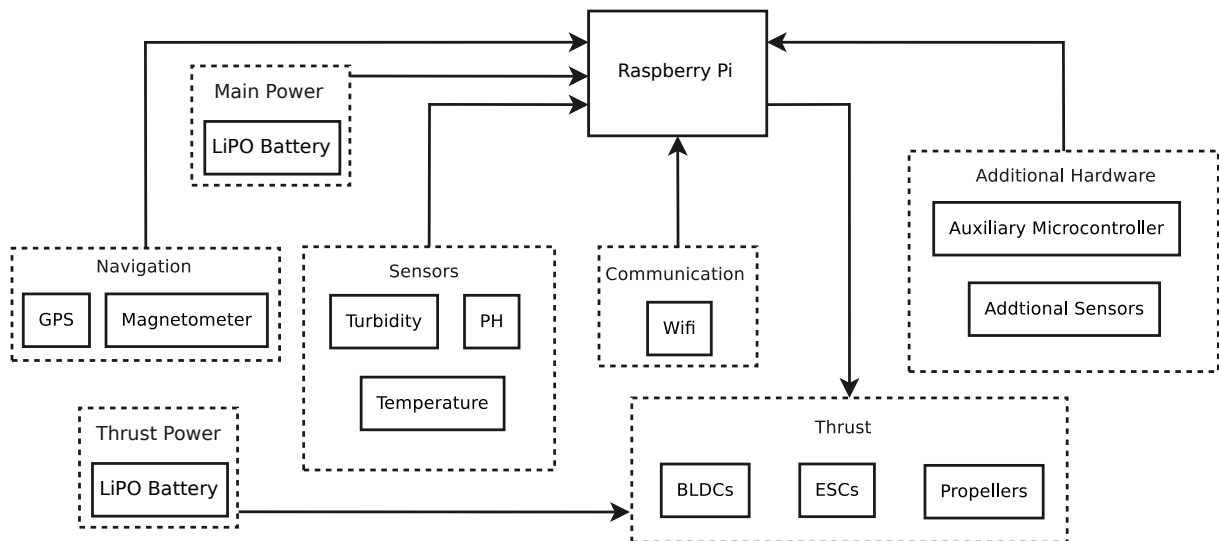 Raspberry Pi
Main Power
LiPO Battery
Additional Hardware
Auxiliary Microcontroller
Addtional Sensors
Navigation
GPS
Magnetometer
Sensors
Turbidity
PH
Temperature
Communication
Wifi
Thrust Power
LiPO Battery
Thrust
BLDCs
ESCs
Propellers